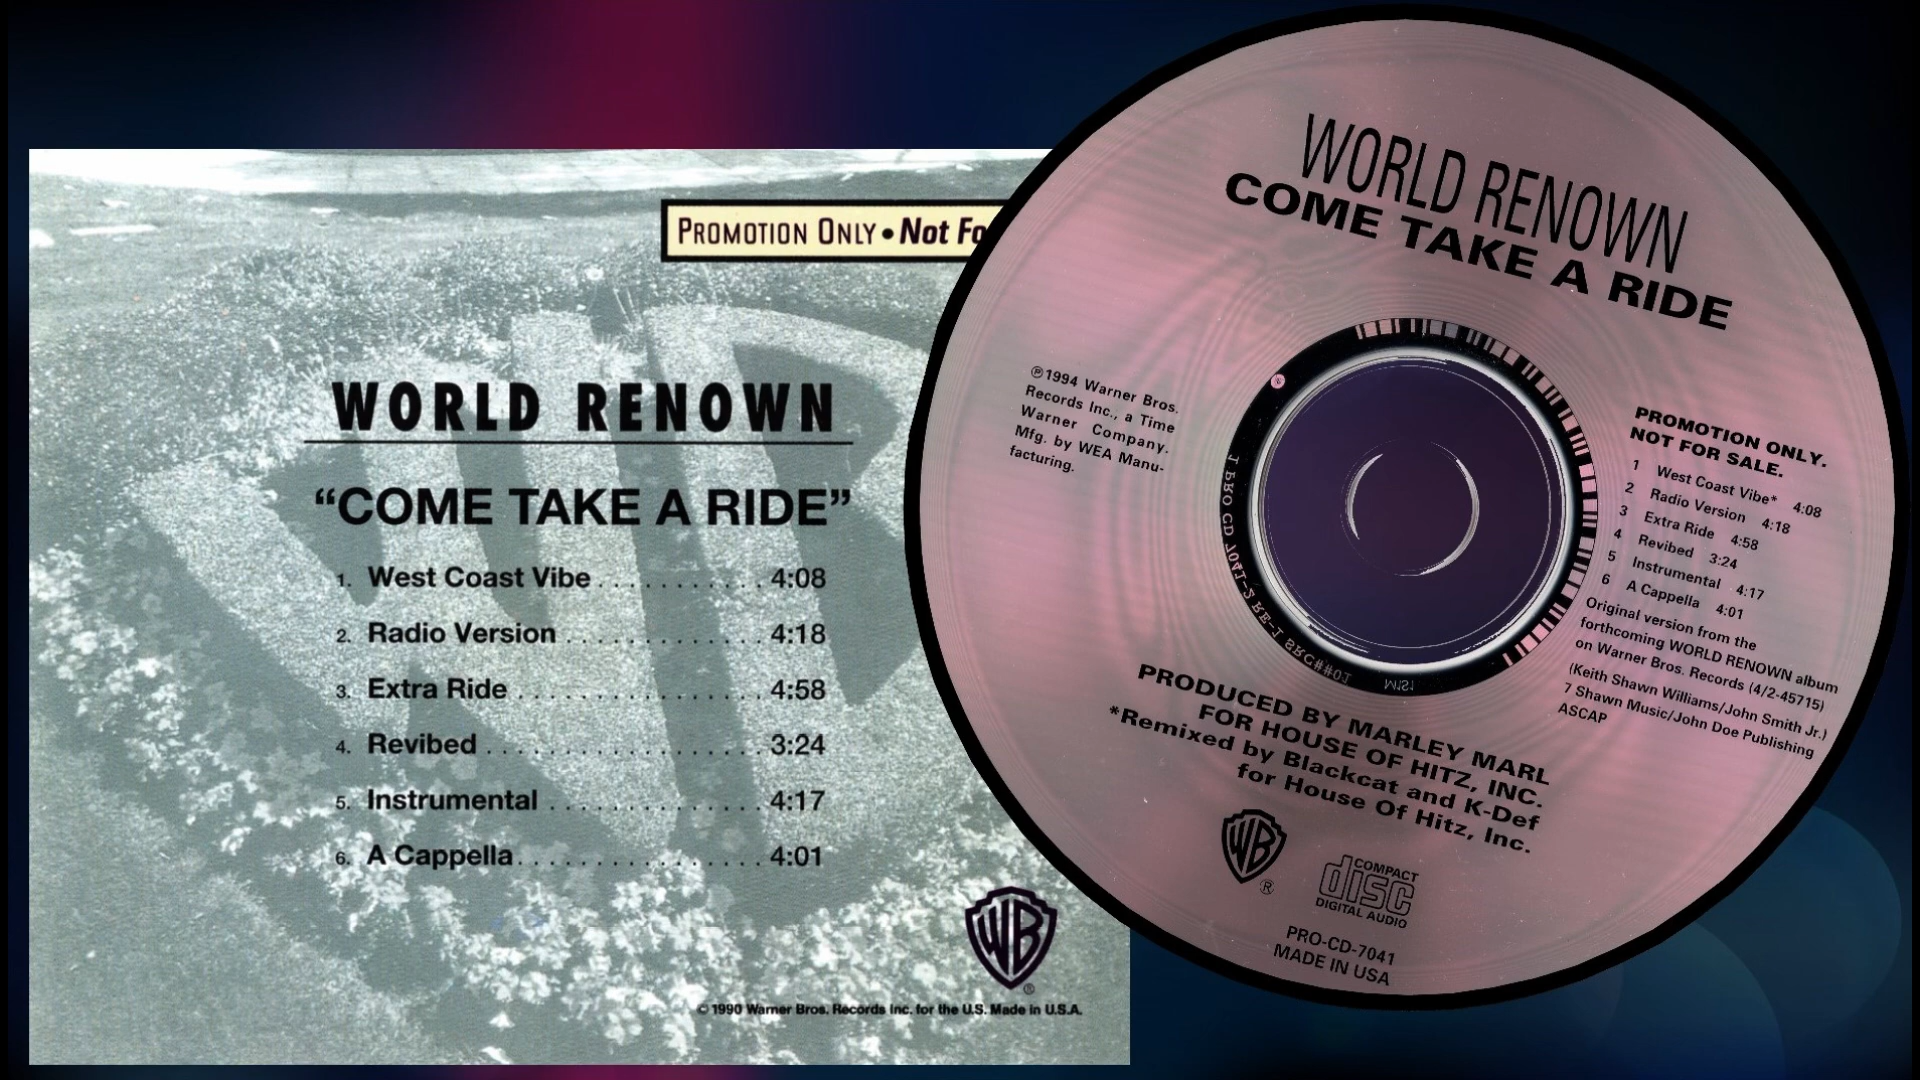 PROMOTION ONLY • Not Fo
WORLD RENOWN
“COME TAKE A RIDE”
1. West Coast Vibe . . . . . . . . . . . 4:08
2. Radio Version . . . . . . . . . . . . . 4:18
3. Extra Ride . . . . . . . . . . . . . . . . 4:58
4. Revibed . . . . . . . . . . . . . . . . . . 3:24
5. Instrumental . . . . . . . . . . . . . . 4:17
6. A Cappella . . . . . . . . . . . . . . . . 4:01
WB
®
© 1990 Warner Bros. Records Inc. for the U.S. Made in U.S.A.
WORLD RENOWN
COME TAKE A RIDE
℗1994 Warner Bros.
Records Inc., a Time
Warner Company.
Mfg. by WEA Manu-
facturing.
PROMOTION ONLY.
NOT FOR SALE.
1 West Coast Vibe* 4:08
2 Radio Version 4:18
3 Extra Ride 4:58
4 Revibed 3:24
5 Instrumental 4:17
6 A Cappella 4:01
Original version from the
forthcoming WORLD RENOWN album
on Warner Bros. Records (4/2-45715)
(Keith Shawn Williams/John Smith Jr.)
7 Shawn Music/John Doe Publishing
ASCAP
PRODUCED BY MARLEY MARL
FOR HOUSE OF HITZ, INC.
*Remixed by Blackcat and K-Def
for House Of Hitz, Inc.
WB
®
COMPACT
disc
DIGITAL AUDIO
PRO-CD-7041
MADE IN USA